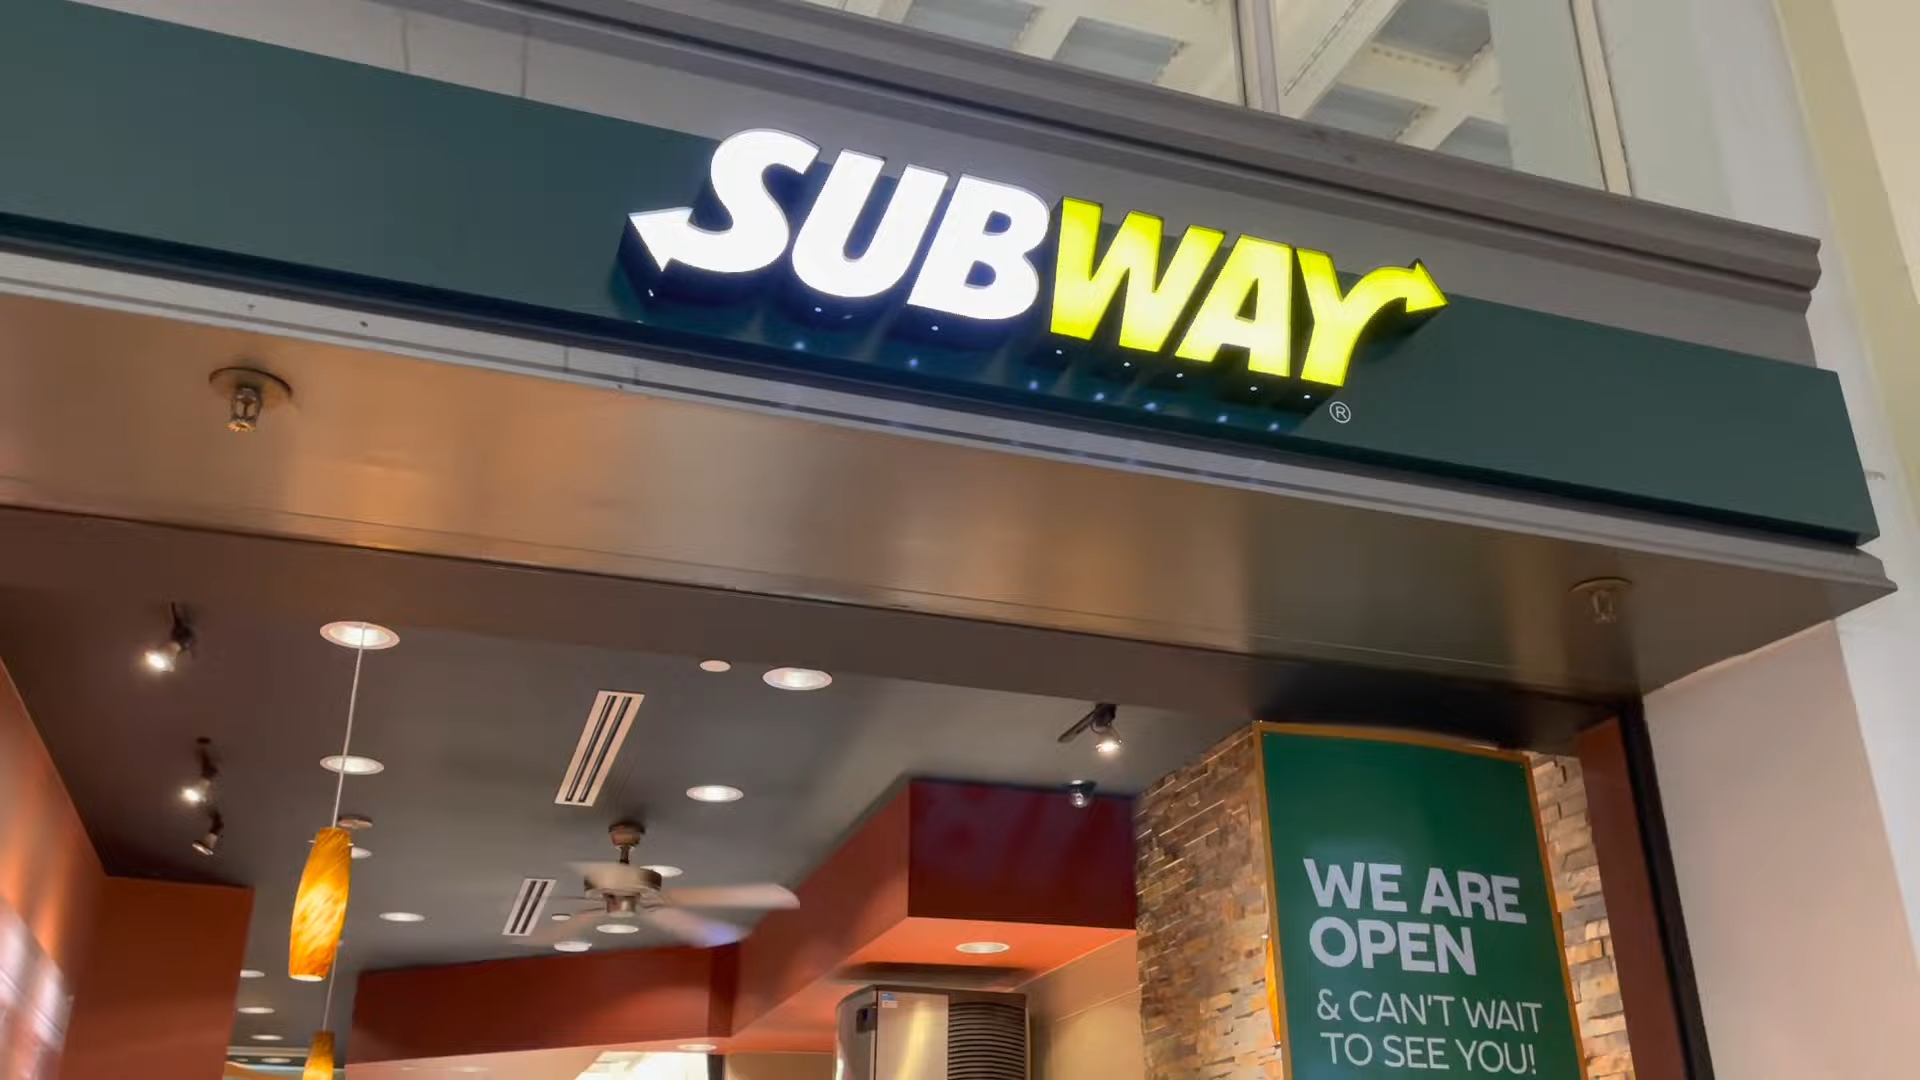 SUBWAY
®
WE ARE
OPEN
& CAN'T WAIT
TO SEE YOU!